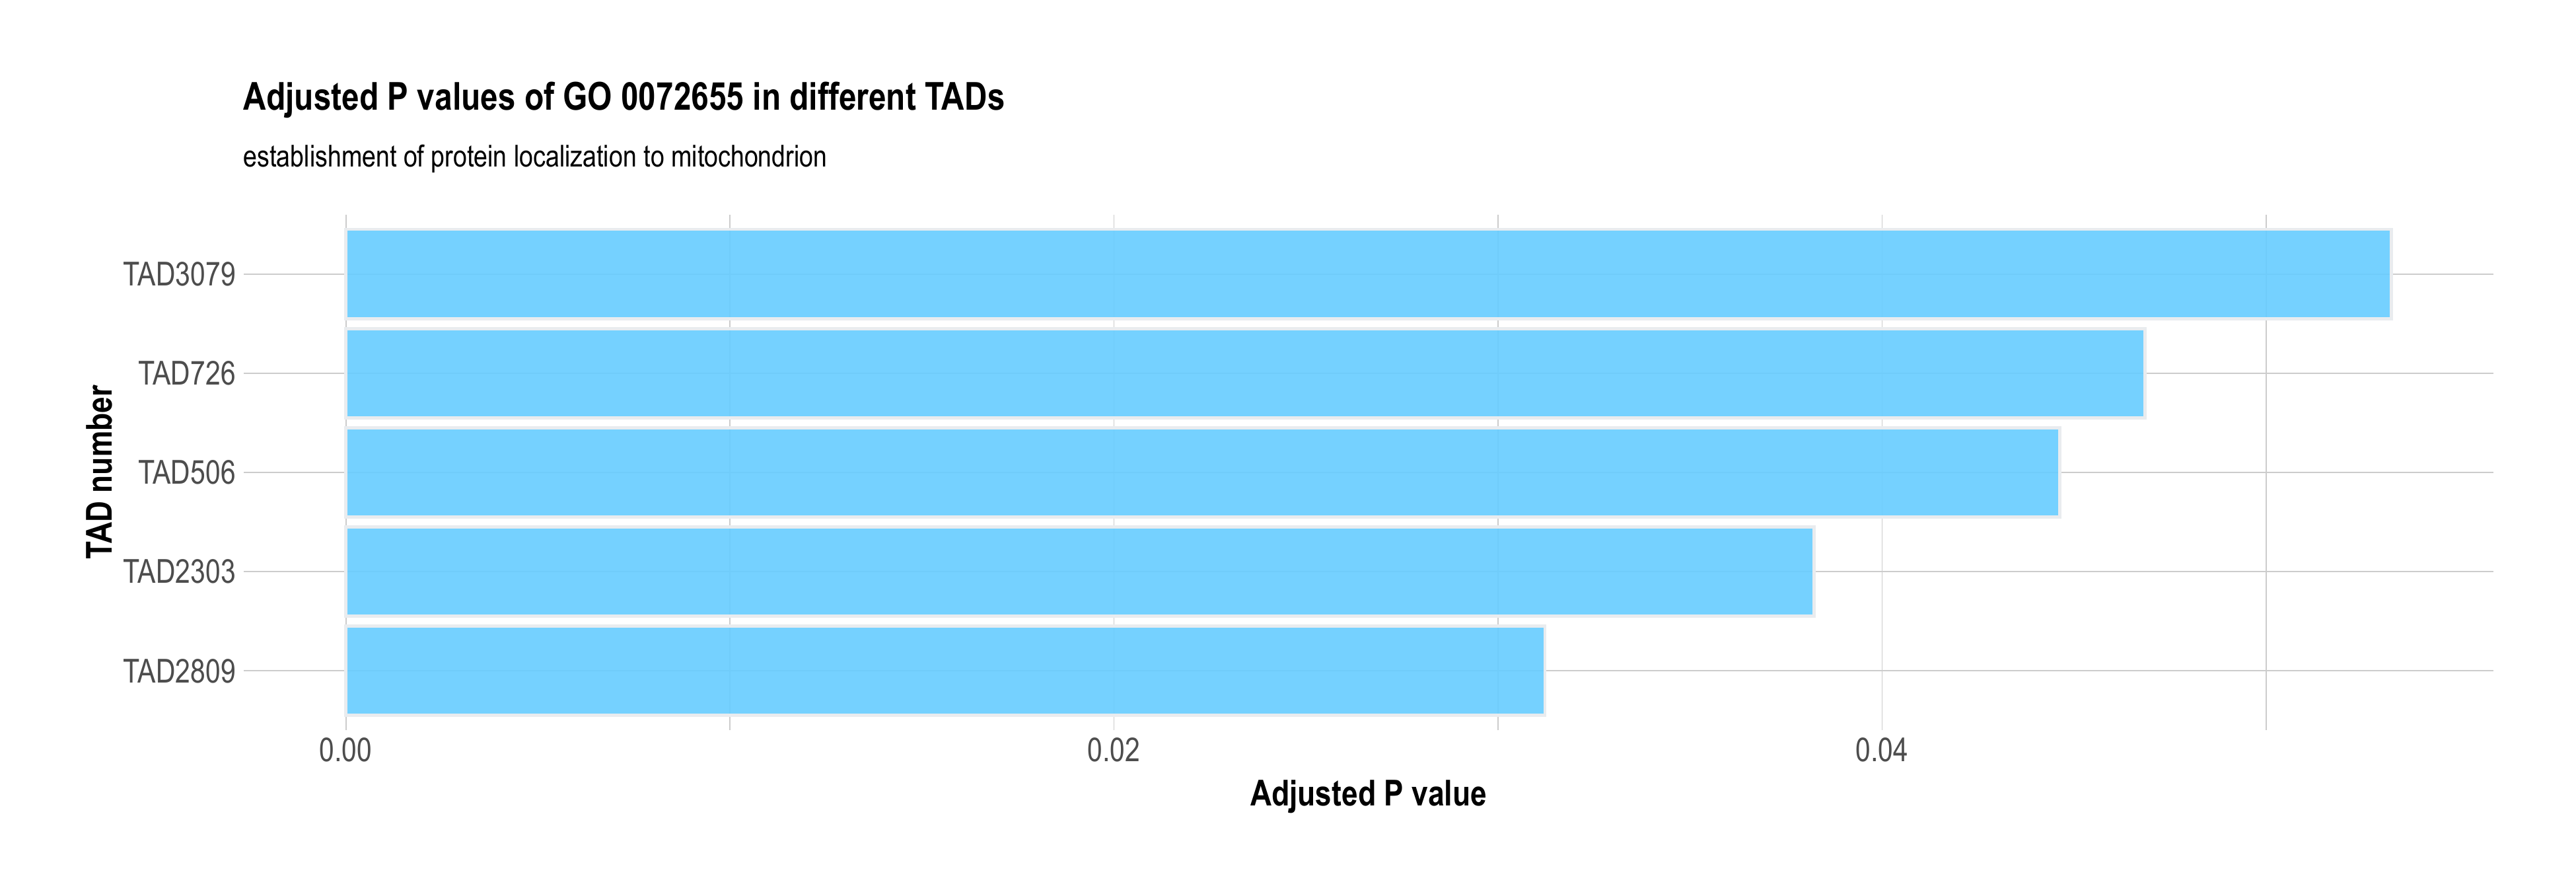 Adjusted P values of GO 0072655 in different TADs
establishment of protein localization to mitochondrion
TAD number
TAD3079
TAD726
TAD506
TAD2303
TAD2809
0.00 0.02 0.04
Adjusted P value